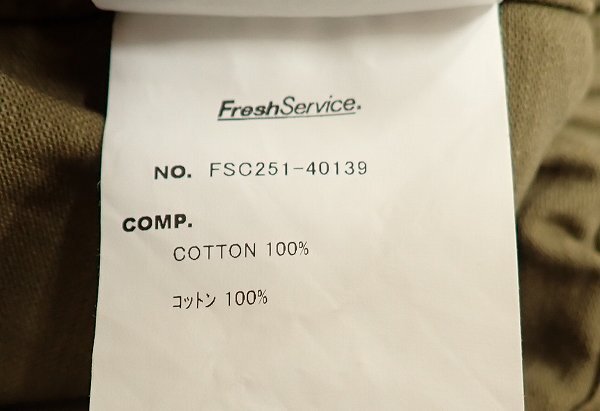 FreshService.
NO. FSC251-40139
COMP.
COTTON 100%
コットン 100%